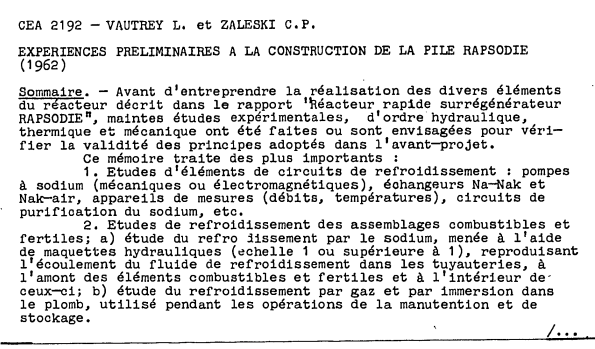 CEA 2192 - VAUTREY L. et ZALESKI C.P.
EXPERIENCES PRELIMINAIRES A LA CONSTRUCTION DE LA PILE RAPSODIE
(1962)
Sommaire. - Avant d'entreprendre la réalisation des divers éléments
du réacteur décrit dans le rapport "Réacteur rapide surrégénérateur
RAPSODIE", maintes études expérimentales, d'ordre hydraulique,
thermique et mécanique ont été faites ou sont envisagées pour véri-
fier la validité des principes adoptés dans l'avant-projet.
Ce mémoire traite des plus importants :
1. Etudes d'éléments de circuits de refroidissement : pompes
à sodium (mécaniques ou électromagnétiques), échangeurs Na-Nak et
Nak-air, appareils de mesures (débits, températures), circuits de
purification du sodium, etc.
2. Etudes de refroidissement des assemblages combustibles et
fertiles; a) étude du refroidissement par le sodium, menée à l'aide
de maquettes hydrauliques (echelle 1 ou supérieure à 1), reproduisant
l'écoulement du fluide de refroidissement dans les tuyauteries, à
l'amont des éléments combustibles et fertiles et à l'intérieur de
ceux-ci; b) étude du refroidissement par gaz et par immersion dans
le plomb, utilisé pendant les opérations de la manutention et de
stockage.
/...